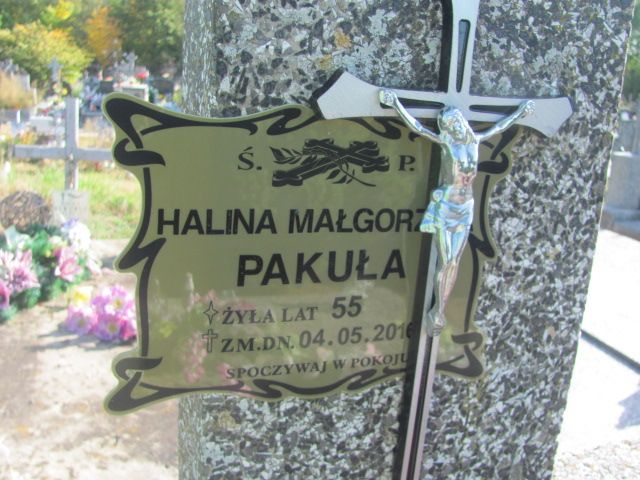 Ś. P.
HALINA MAŁGORZ
PAKUŁA
ŻYŁA LAT 55
ZM.DN. 04.05.2016
SPOCZYWAJ W POKOJU